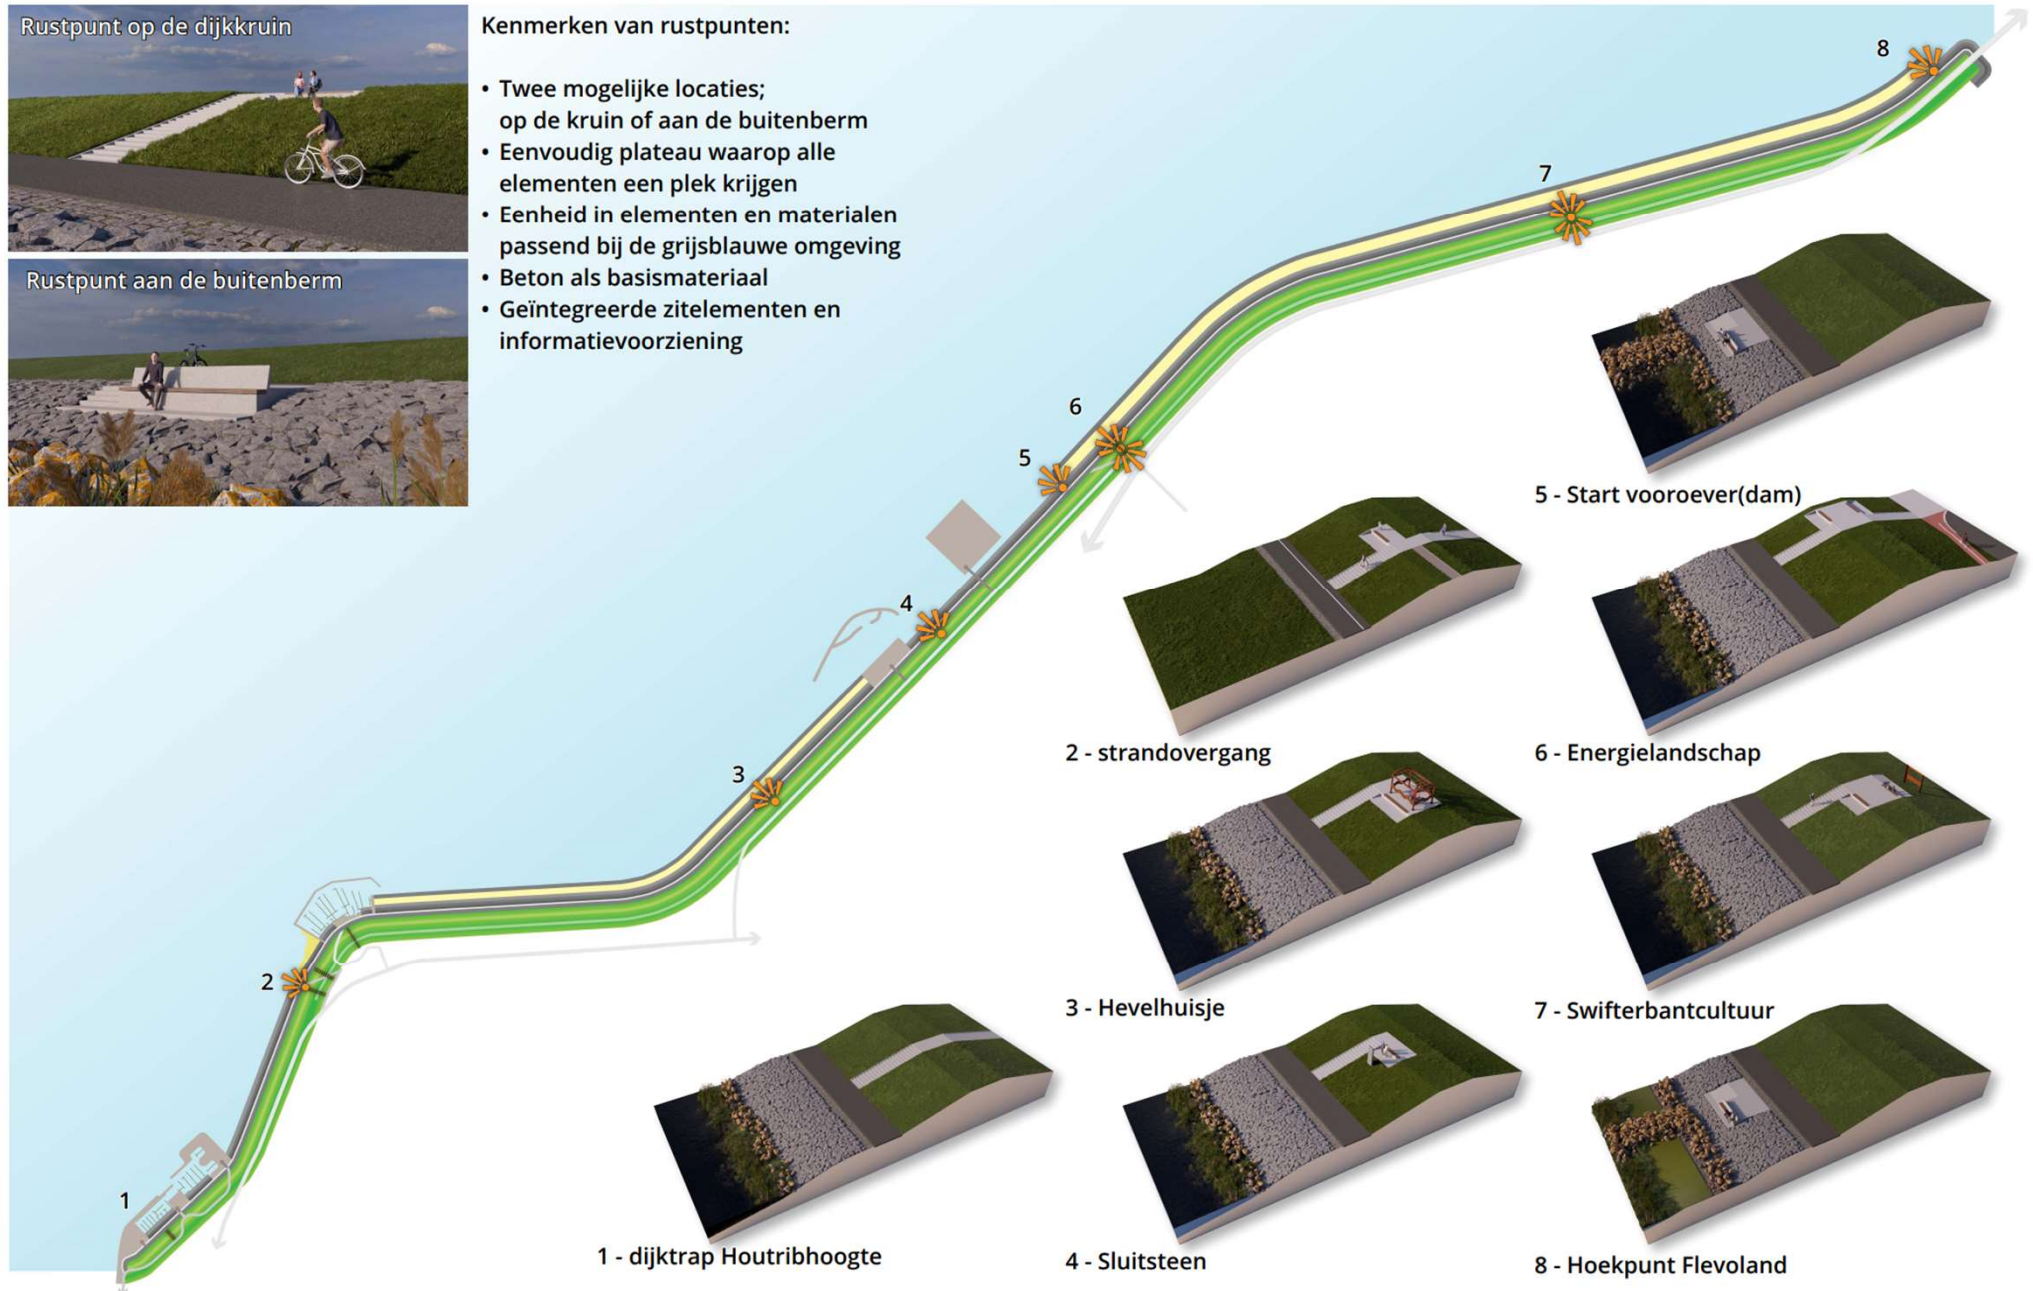 Rustpunt op de dijkkruin
Rustpunt aan de buitenberm
Kenmerken van rustpunten:
• Twee mogelijke locaties;
op de kruin of aan de buitenberm
• Eenvoudig plateau waarop alle
elementen een plek krijgen
• Eenheid in elementen en materialen
passend bij de grijsblauwe omgeving
• Beton als basismateriaal
• Geïntegreerde zitelementen en
informatievoorziening
8
7
6
5
4
3
2
1
5 - Start vooroever(dam)
2 - strandovergang
6 - Energielandschap
3 - Hevelhuisje
7 - Swifterbantcultuur
1 - dijktrap Houtribhoogte
4 - Sluitsteen
8 - Hoekpunt Flevoland